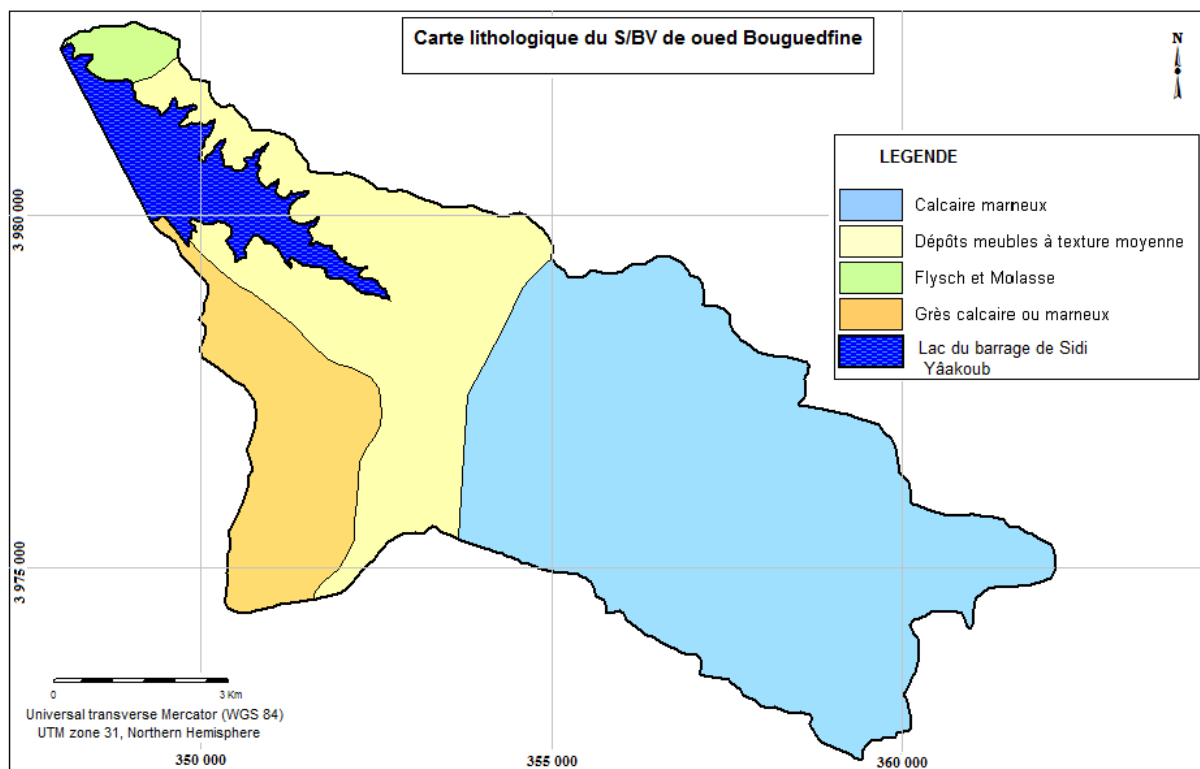 Carte lithologique du S/BV de oued Bouguedfine
N
LEGENDE
Calcaire marneux
Dépôts meubles à texture moyenne
Flysch et Molasse
Grès calcaire ou marneux
Lac du barrage de Sidi
Yâakoub
3 980 000
3 975 000
0 3 Km
Universal transverse Mercator (WGS 84)
UTM zone 31, Northern Hemisphere
350 000
355 000
360 000